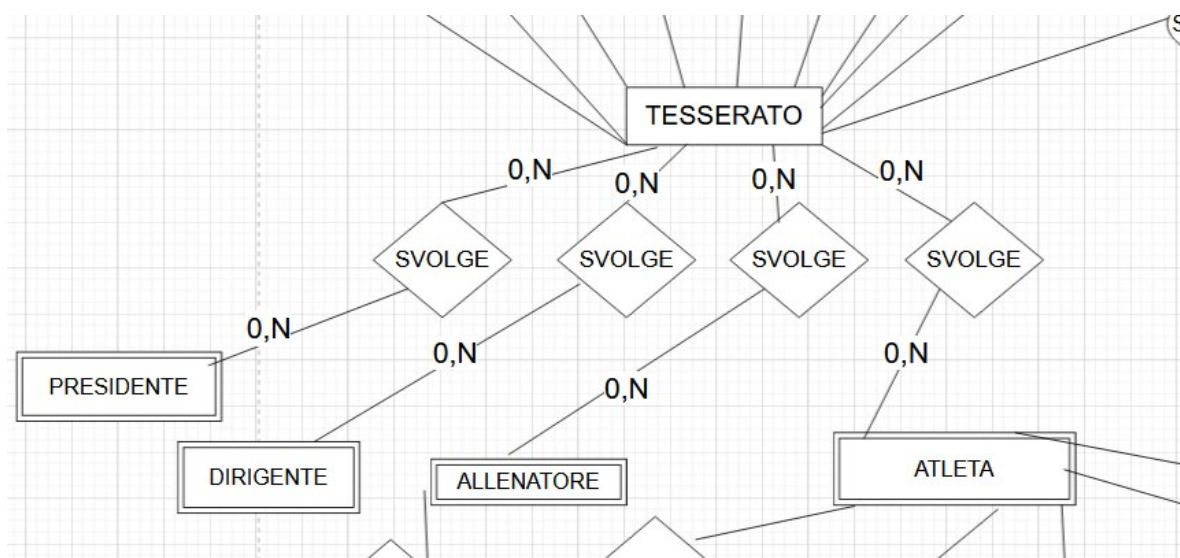 S
TESSERATO
0,N
0,N
0,N
0,N
SVOLGE
SVOLGE
SVOLGE
SVOLGE
0,N
0,N
0,N
0,N
PRESIDENTE
DIRIGENTE
ALLENATORE
ATLETA